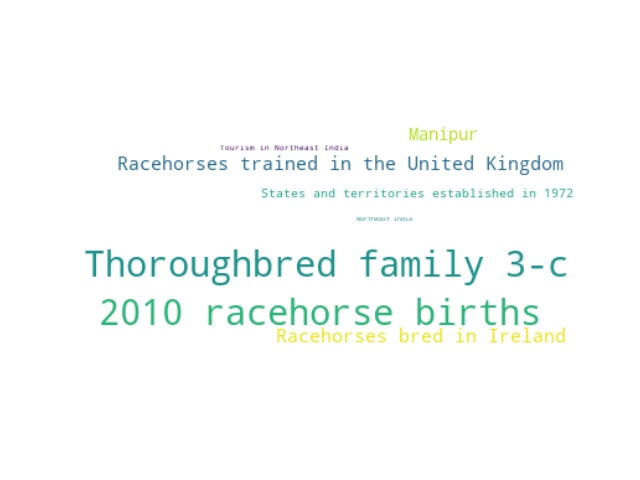 Manipur
Tourism in Northeast India
Racehorses trained in the United Kingdom
States and territories established in 1972
Northeast India
Thoroughbred family 3-c
2010 racehorse births
Racehorses bred in Ireland